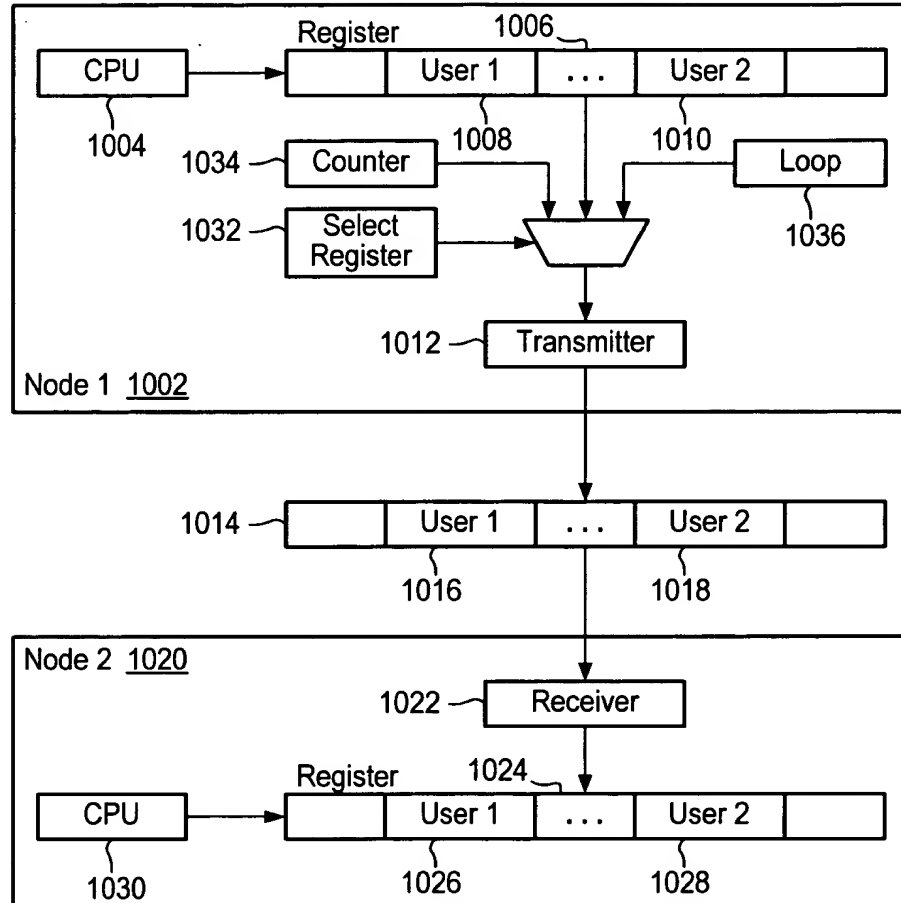 1006
Register
CPU
User 1
. . .
User 2
1004
1008
1010
1034
Counter
Loop
1036
1032
Select
Register
1012
Transmitter
Node 1 1002
1014
User 1
. . .
User 2
1016
1018
Node 2 1020
1022
Receiver
1024
Register
CPU
User 1
. . .
User 2
1030
1026
1028